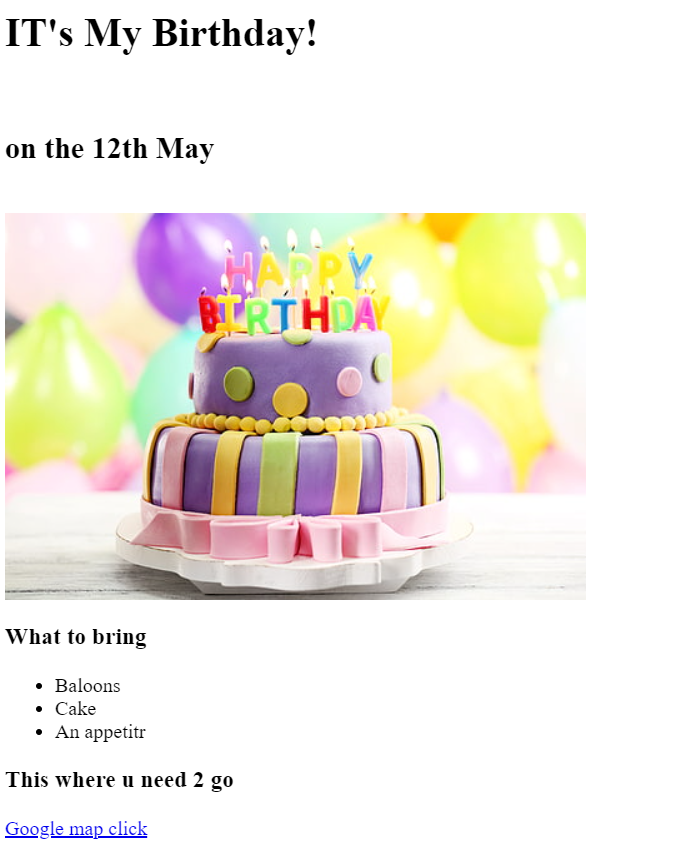 IT's My Birthday!
on the 12th May
HAPPY
BIRTHDAY
What to bring
Baloons
Cake
An appetitr
This where u need 2 go
Google map click